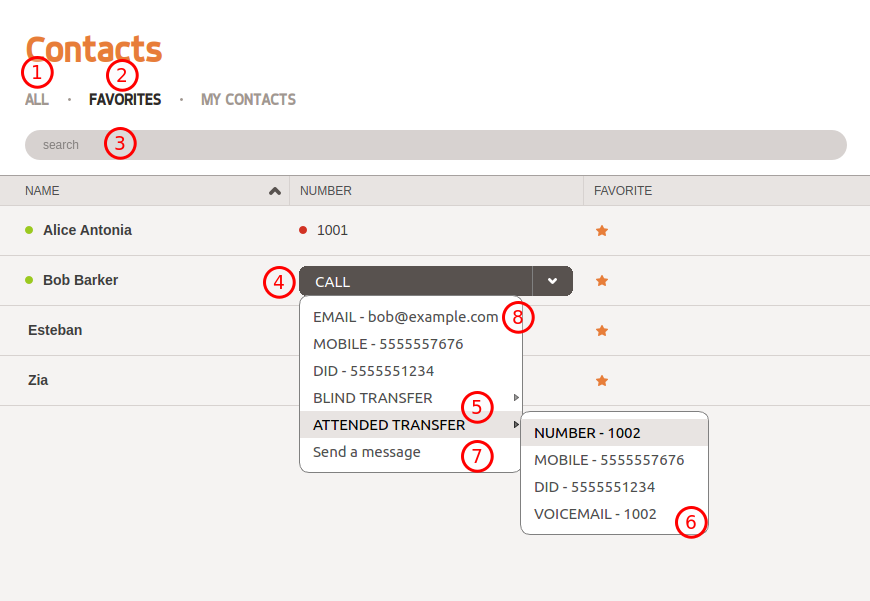 Contacts
1
2
ALL · FAVORITES · MY CONTACTS
search 3
NAME NUMBER FAVORITE
Alice Antonia 1001
Bob Barker 4 CALL
EMAIL - bob@example.com 8
Esteban MOBILE - 5555557676
DID - 5555551234
Zia BLIND TRANSFER 5
ATTENDED TRANSFER NUMBER - 1002
Send a message 7 MOBILE - 5555557676
DID - 5555551234
VOICEMAIL - 1002 6